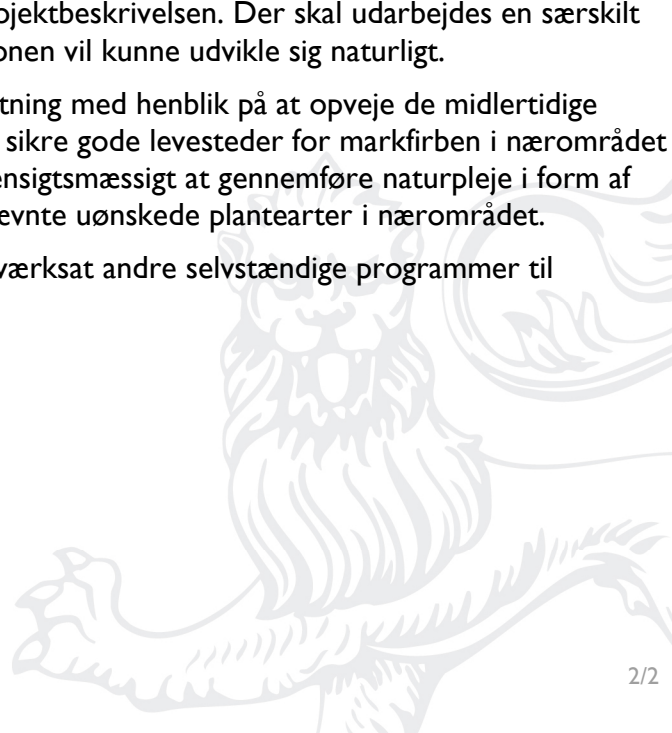 ojektbeskrivelsen. Der skal udarbejdes en særskilt
onen vil kunne udvikle sig naturligt.
tning med henblik på at opveje de midlertidige
sikre gode levesteder for markfirben i nærområdet
ensigtsmæssigt at gennemføre naturpleje i form af
ævnte uønskede plantearter i nærområdet.
værksat andre selvstændige programmer til
2/2